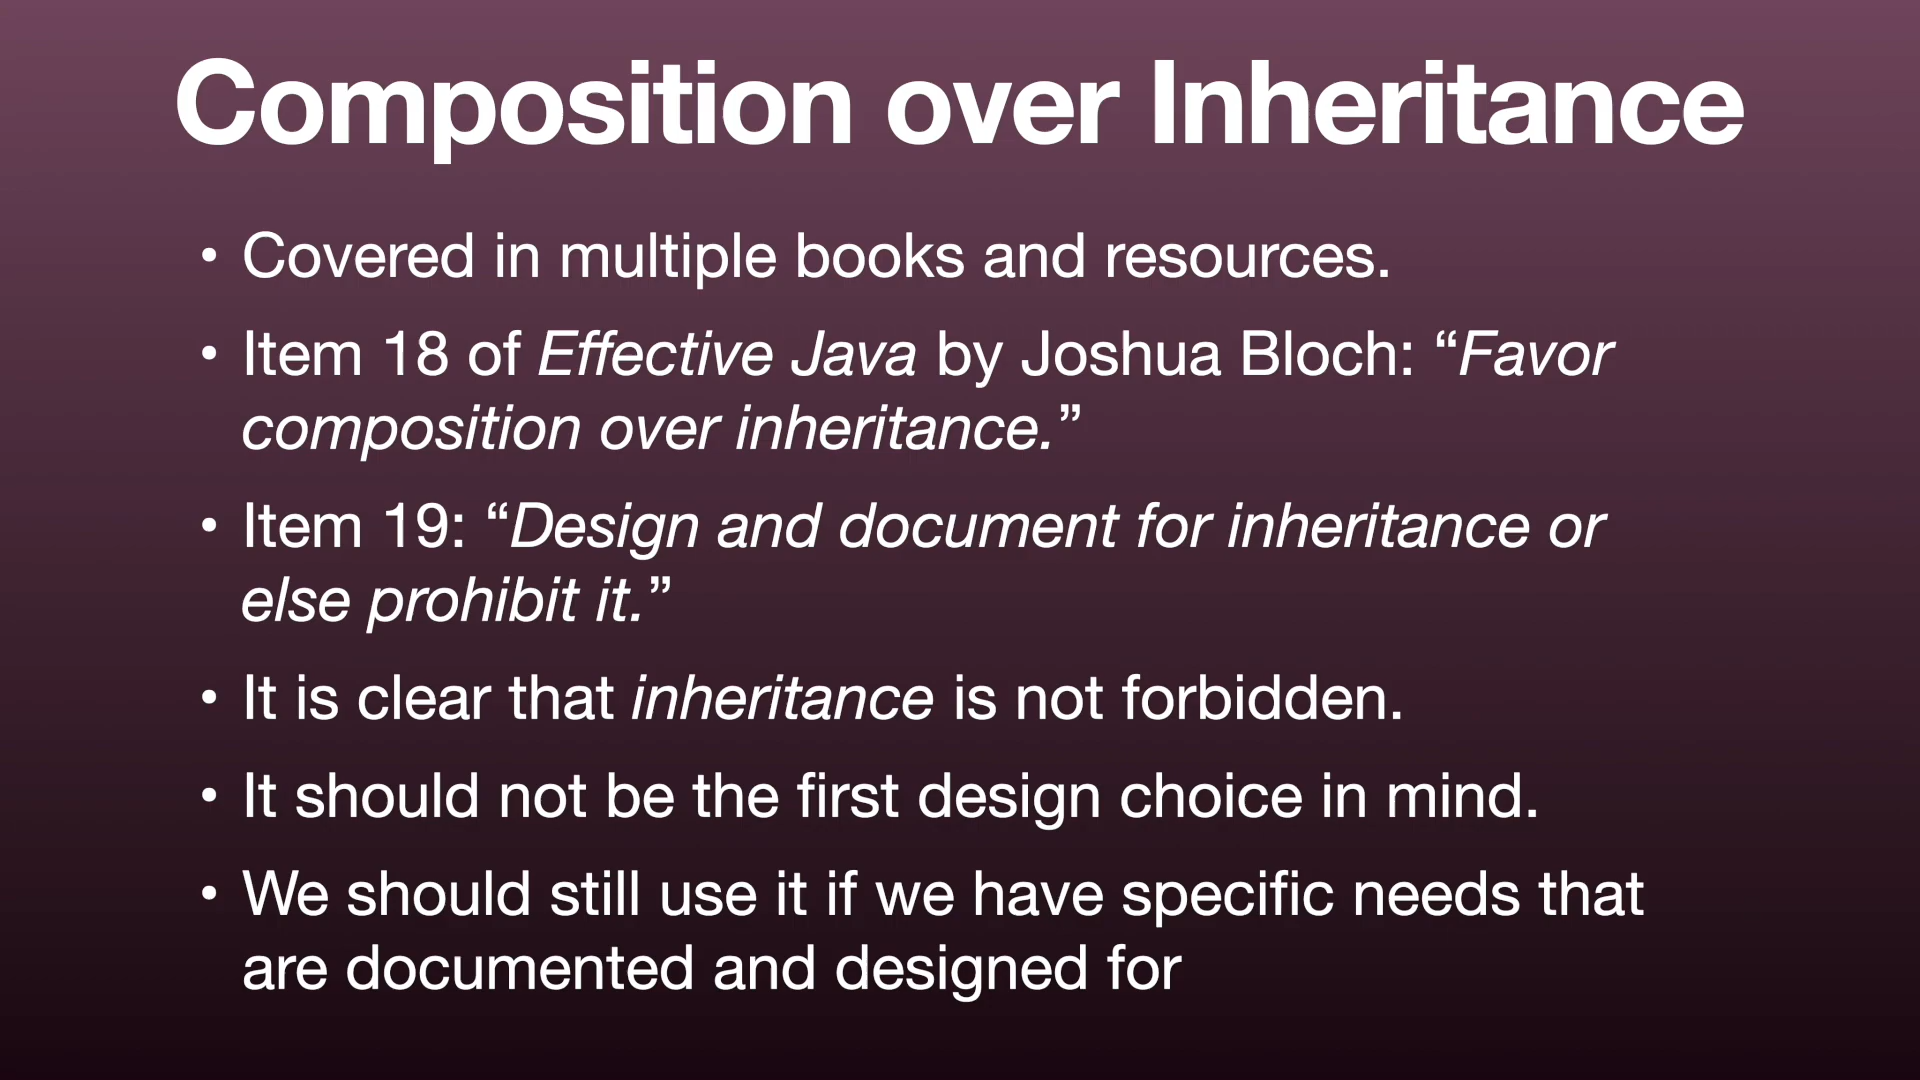 Composition over Inheritance
• Covered in multiple books and resources.
• Item 18 of Effective Java by Joshua Bloch: “Favor
composition over inheritance.”
• Item 19: “Design and document for inheritance or
else prohibit it.”
• It is clear that inheritance is not forbidden.
• It should not be the first design choice in mind.
• We should still use it if we have specific needs that
are documented and designed for